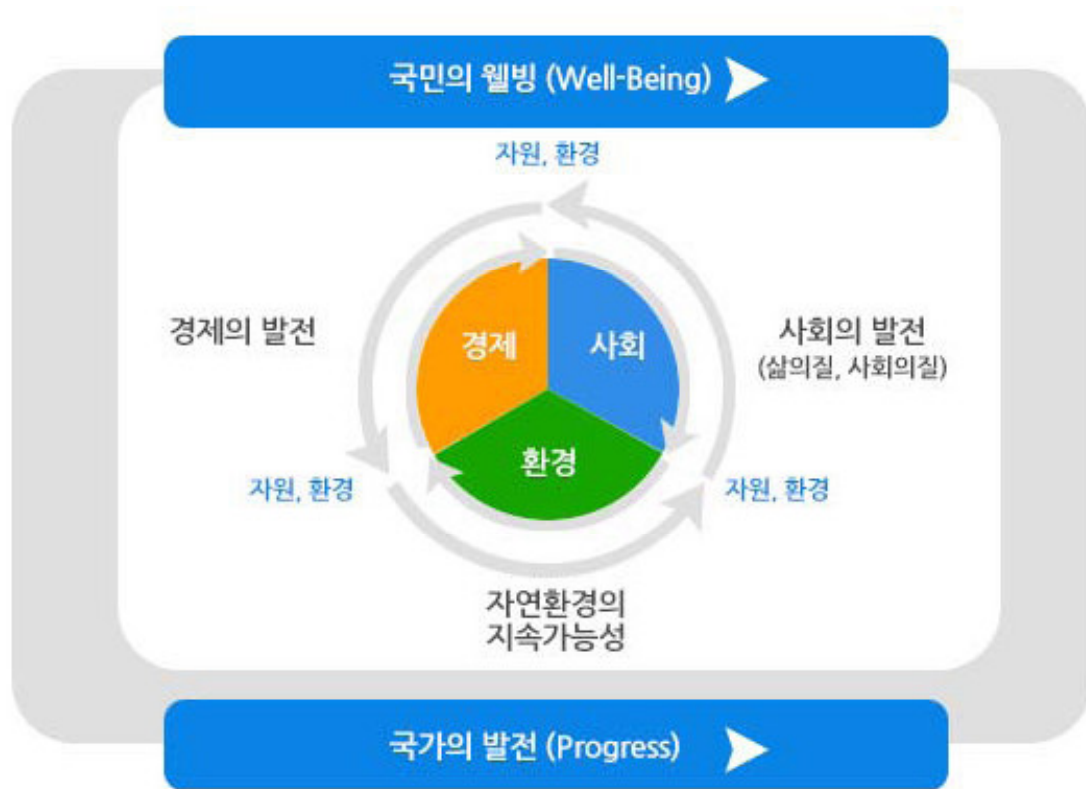 국민의 웰빙 (Well-Being)
자원, 환경
경제의 발전
경제
사회
사회의 발전
(삶의질, 사회의질)
환경
자원, 환경
자원, 환경
자연환경의
지속가능성
국가의 발전 (Progress)